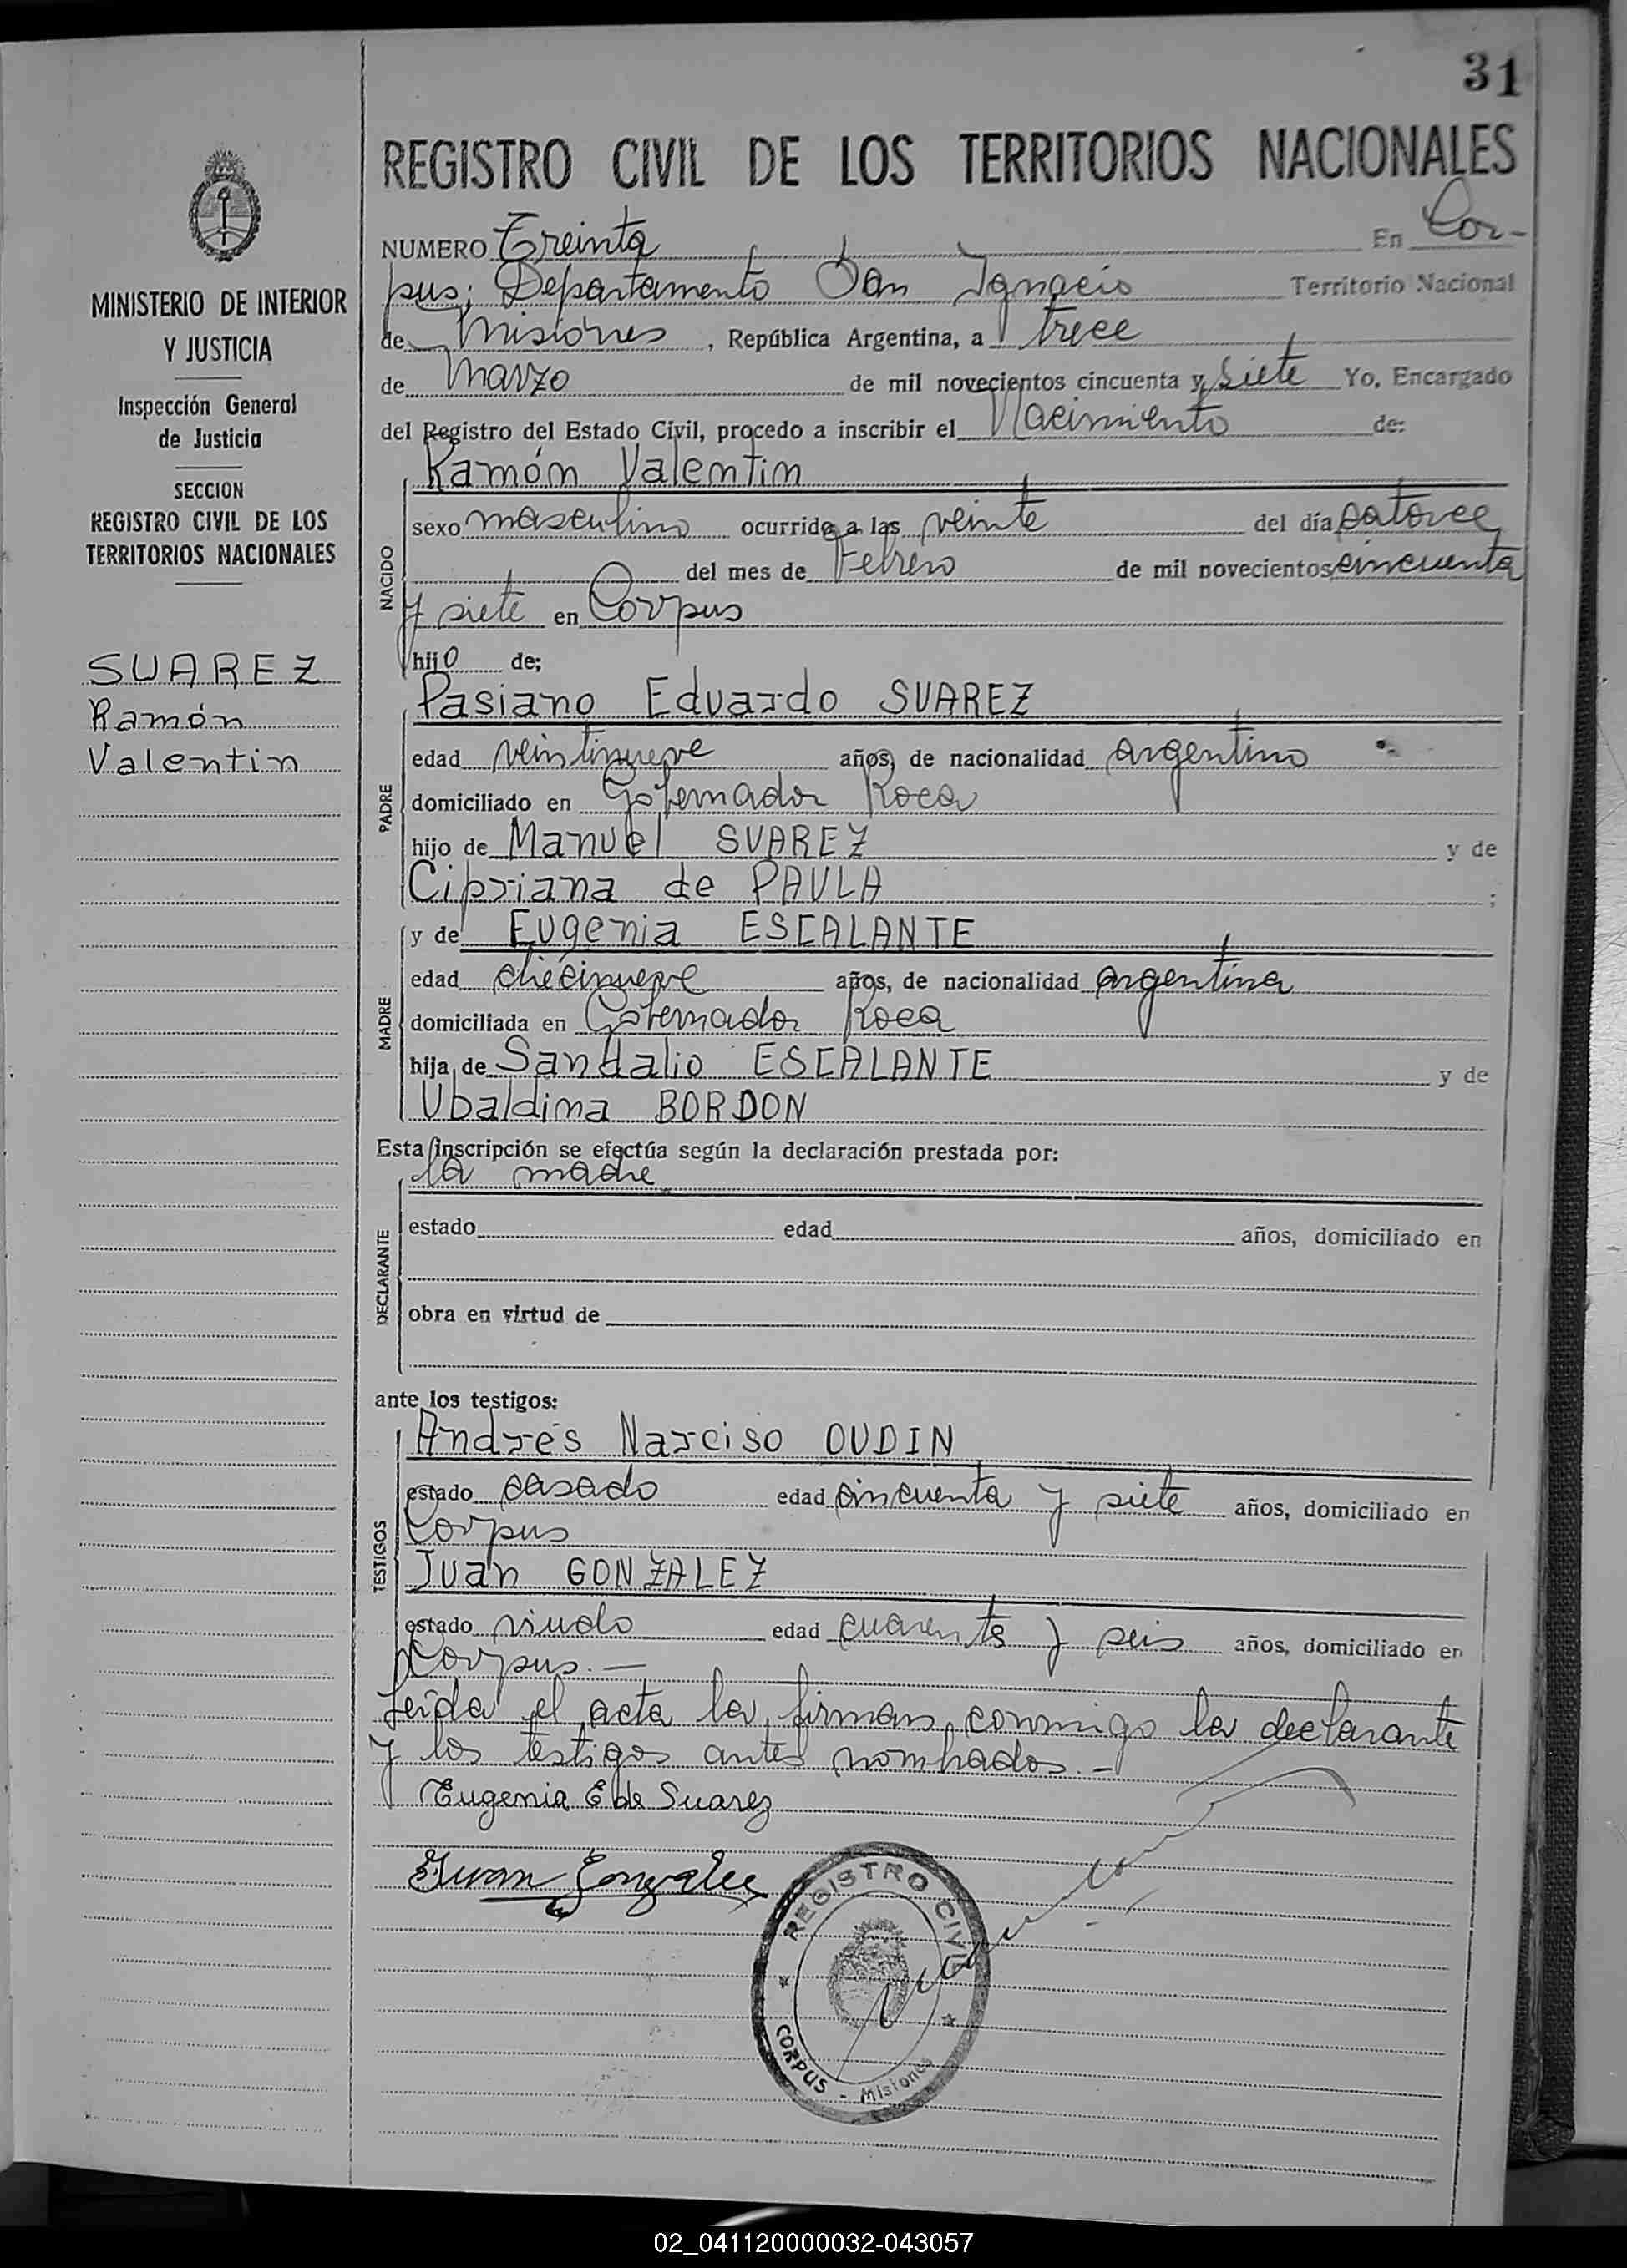 31
REGISTRO CIVIL DE LOS TERRITORIOS NACIONALES
MINISTERIO DE INTERIOR
Y JUSTICIA
Inspección General
de Justicia
SECCION
REGISTRO CIVIL DE LOS
TERRITORIOS NACIONALES
SUAREZ
Ramón
Valentin
NUMERO Treinta En Cor-
pus; Departamento San Ignacio Territorio Nacional
de Misiones, República Argentina, a trece
de Marzo de mil novecientos cincuenta y Siete Yo, Encargado
del Registro del Estado Civil, procedo a inscribir el Nacimiento de:
NACIDO
Ramón Valentin
sexo masculino ocurrido a las veinte del día catorce
del mes de Febrero de mil novecientos cincuenta
y siete en Corpus
hijo de;
PADRE
Pasiano Eduardo SUAREZ
edad veintinueve años, de nacionalidad argentino
domiciliado en Gobernador Roca
hijo de Manuel SUAREZ y de
Cipriana de PAULA ;
MADRE
y de Eugenia ESCALANTE
edad diecinueve años, de nacionalidad argentina
domiciliada en Gobernador Roca
hija de Sandalio ESCALANTE y de
Ubaldina BORDON
Esta inscripción se efectúa según la declaración prestada por:
DECLARANTE
la madre
estado edad años, domiciliado en
obra en virtud de
ante los testigos:
TESTIGOS
Andrés Narciso OUDIN
estado casado edad cincuenta y siete años, domiciliado en
Corpus
Juan GONZALEZ
estado viudo edad cuarenta y seis años, domiciliado en
Corpus.—
Leída el acta la firman conmigo la declarante
y los testigos antes nombrados.—
Eugenia E de Suarez
Juan Gonzalez
REGISTRO CIVIL
CORPUS - Misiones
02_041120000032-043057